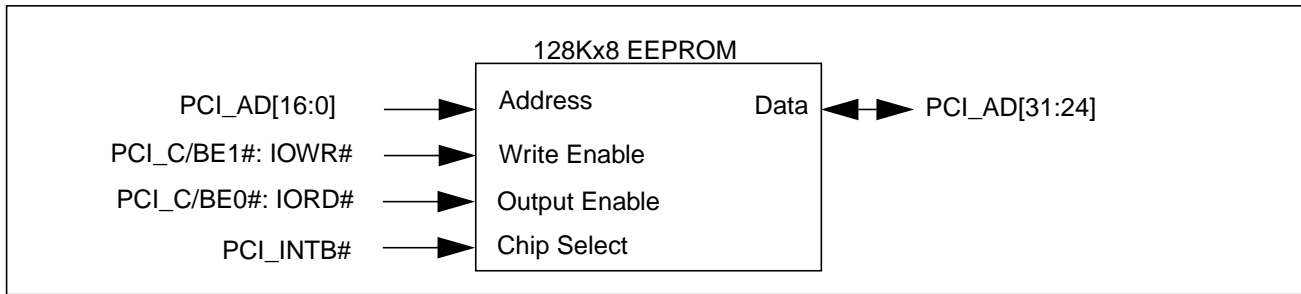 128Kx8 EEPROM
PCI_AD[16:0] Address Data PCI_AD[31:24]
PCI_C/BE1#: IOWR# Write Enable
PCI_C/BE0#: IORD# Output Enable
PCI_INTB# Chip Select